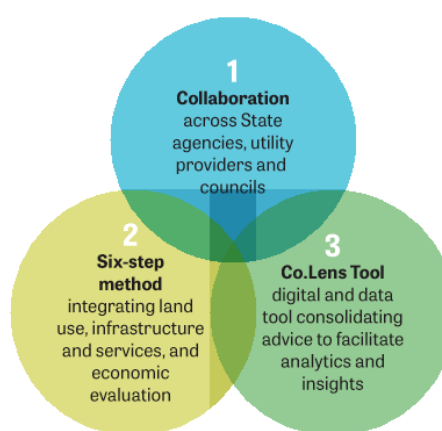 1
Collaboration
across State
agencies, utility
providers and
councils
2
Six-step
method
integrating land
use, infrastructure
and services, and
economic
evaluation
3
Co.Lens Tool
digital and data
tool consolidating
advice to facilitate
analytics and
insights